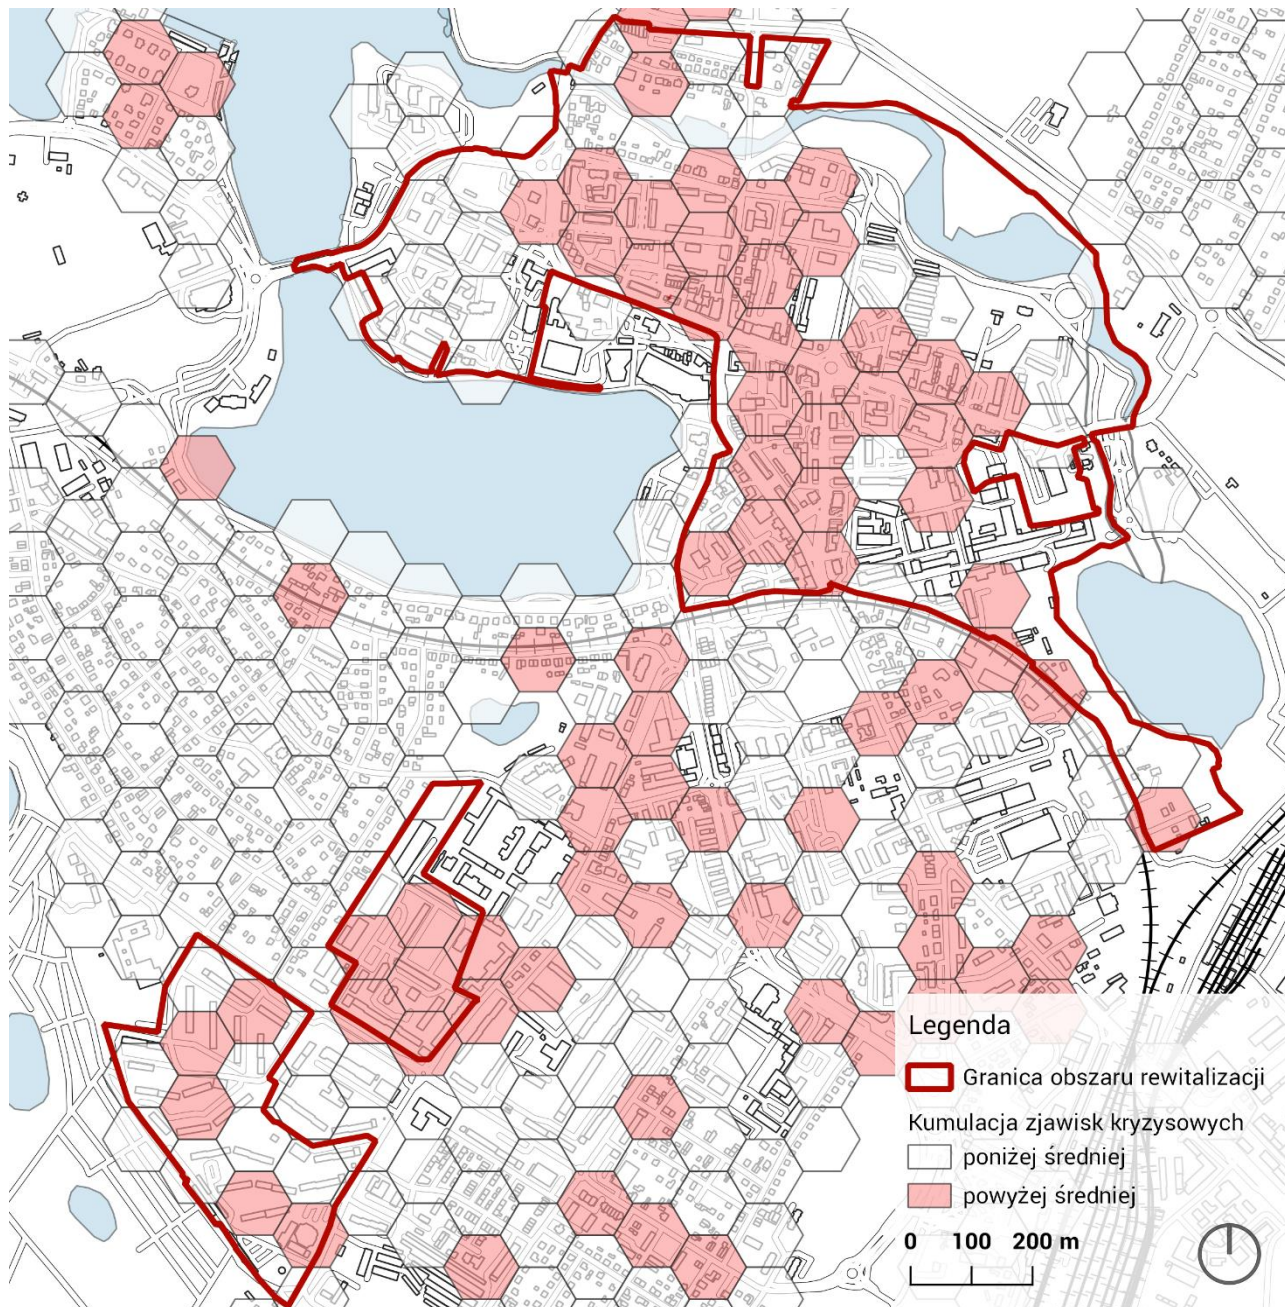 Legenda
Granica obszaru rewitalizacji
Kumulacja zjawisk kryzysowych
poniżej średniej
powyżej średniej
0 100 200 m